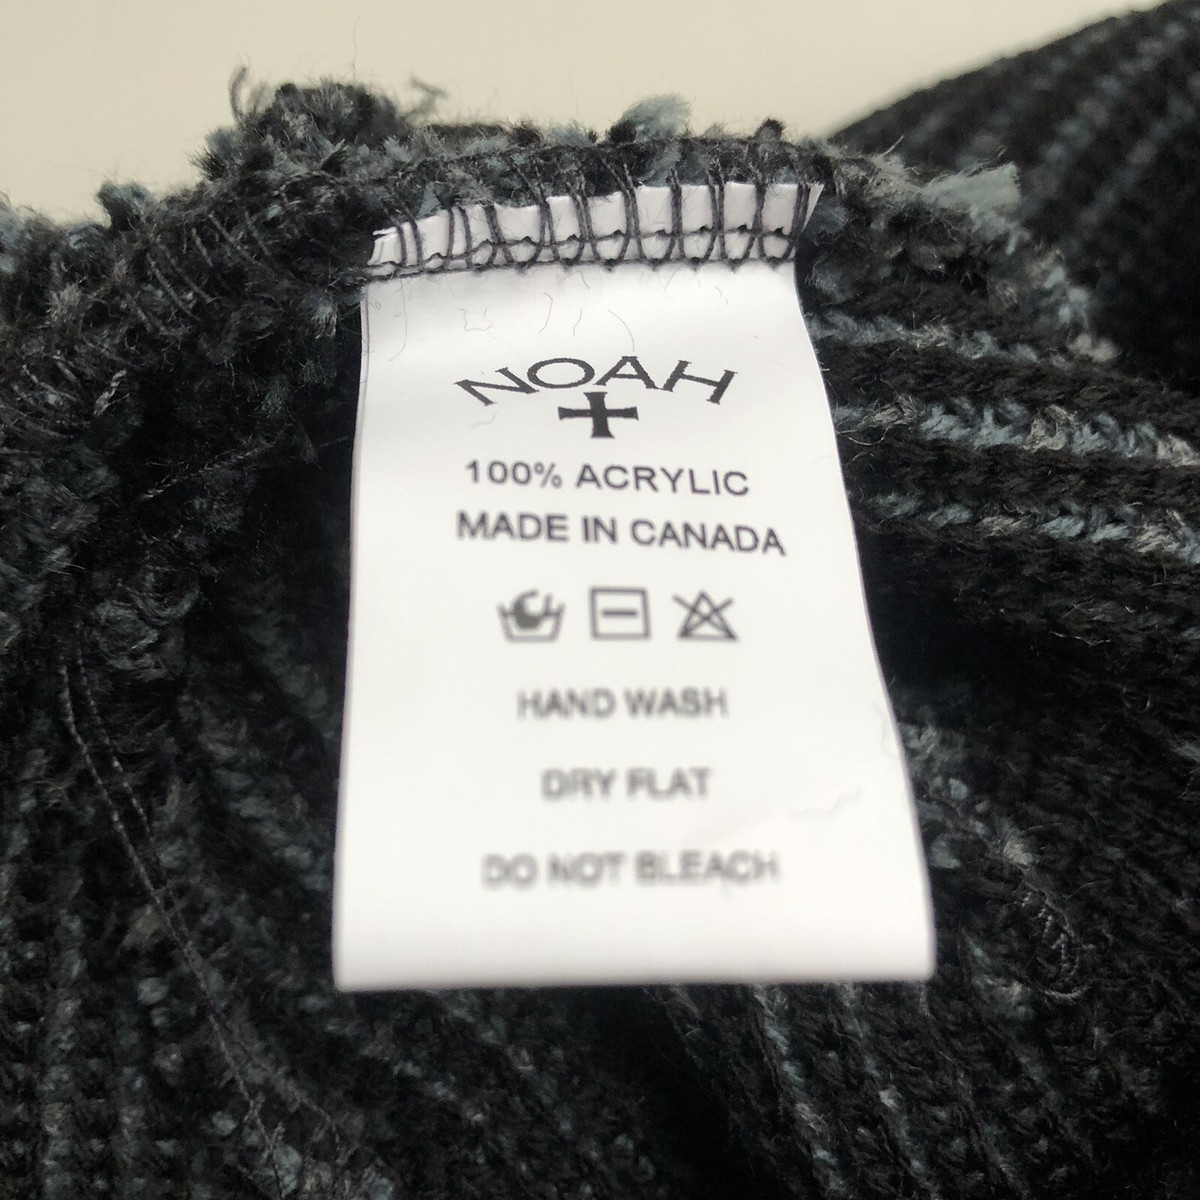 NOAH
100% ACRYLIC
MADE IN CANADA
HAND WASH
DRY FLAT
DO NOT BLEACH